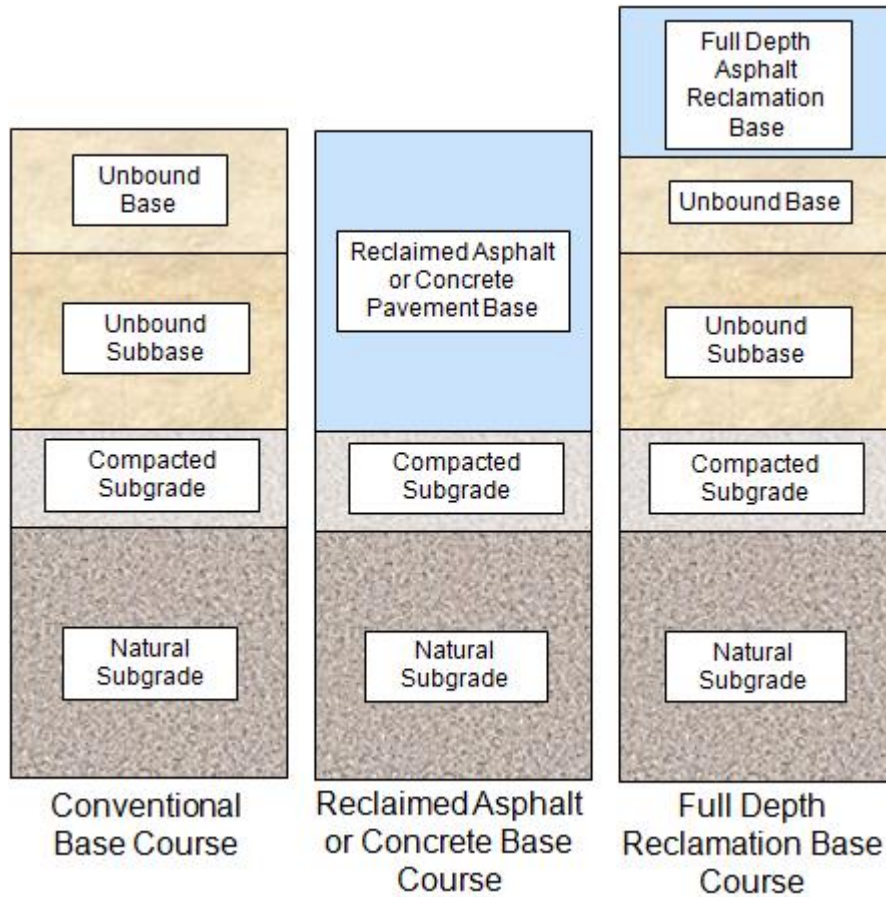 Unbound
Base
Unbound
Subbase
Compacted
Subgrade
Natural
Subgrade
Conventional
Base Course
Reclaimed Asphalt
or Concrete
Pavement Base
Compacted
Subgrade
Natural
Subgrade
Reclaimed Asphalt
or Concrete Base
Course
Full Depth
Asphalt
Reclamation
Base
Unbound Base
Unbound
Subbase
Compacted
Subgrade
Natural
Subgrade
Full Depth
Reclamation Base
Course